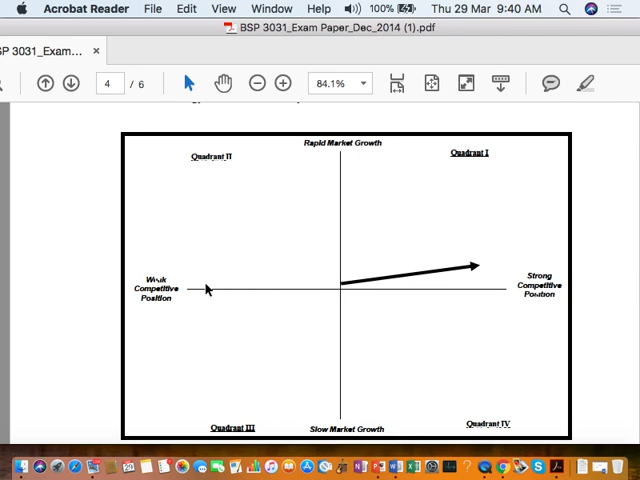 Acrobat Reader File Edit View Window Help 100% Thu 29 Mar 9:40 AM
BSP 3031_Exam Paper_Dec_2014 (1).pdf
SP 3031_Exam... ×
4 / 6 84.1%
Rapid Market Growth
Quadrant II
Quadrant I
Weak
Competitive
Position
Strong
Competitive
Position
Quadrant III
Slow Market Growth
Quadrant IV